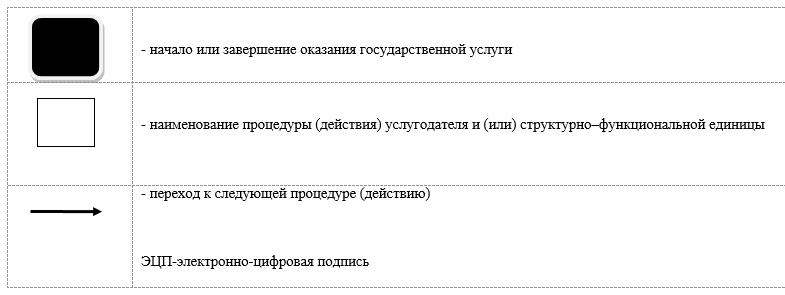 - начало или завершение оказания государственной услуги
- наименование процедуры (действия) услугодателя и (или) структурно–функциональной единицы
- переход к следующей процедуре (действию)
ЭЦП-электронно-цифровая подпись